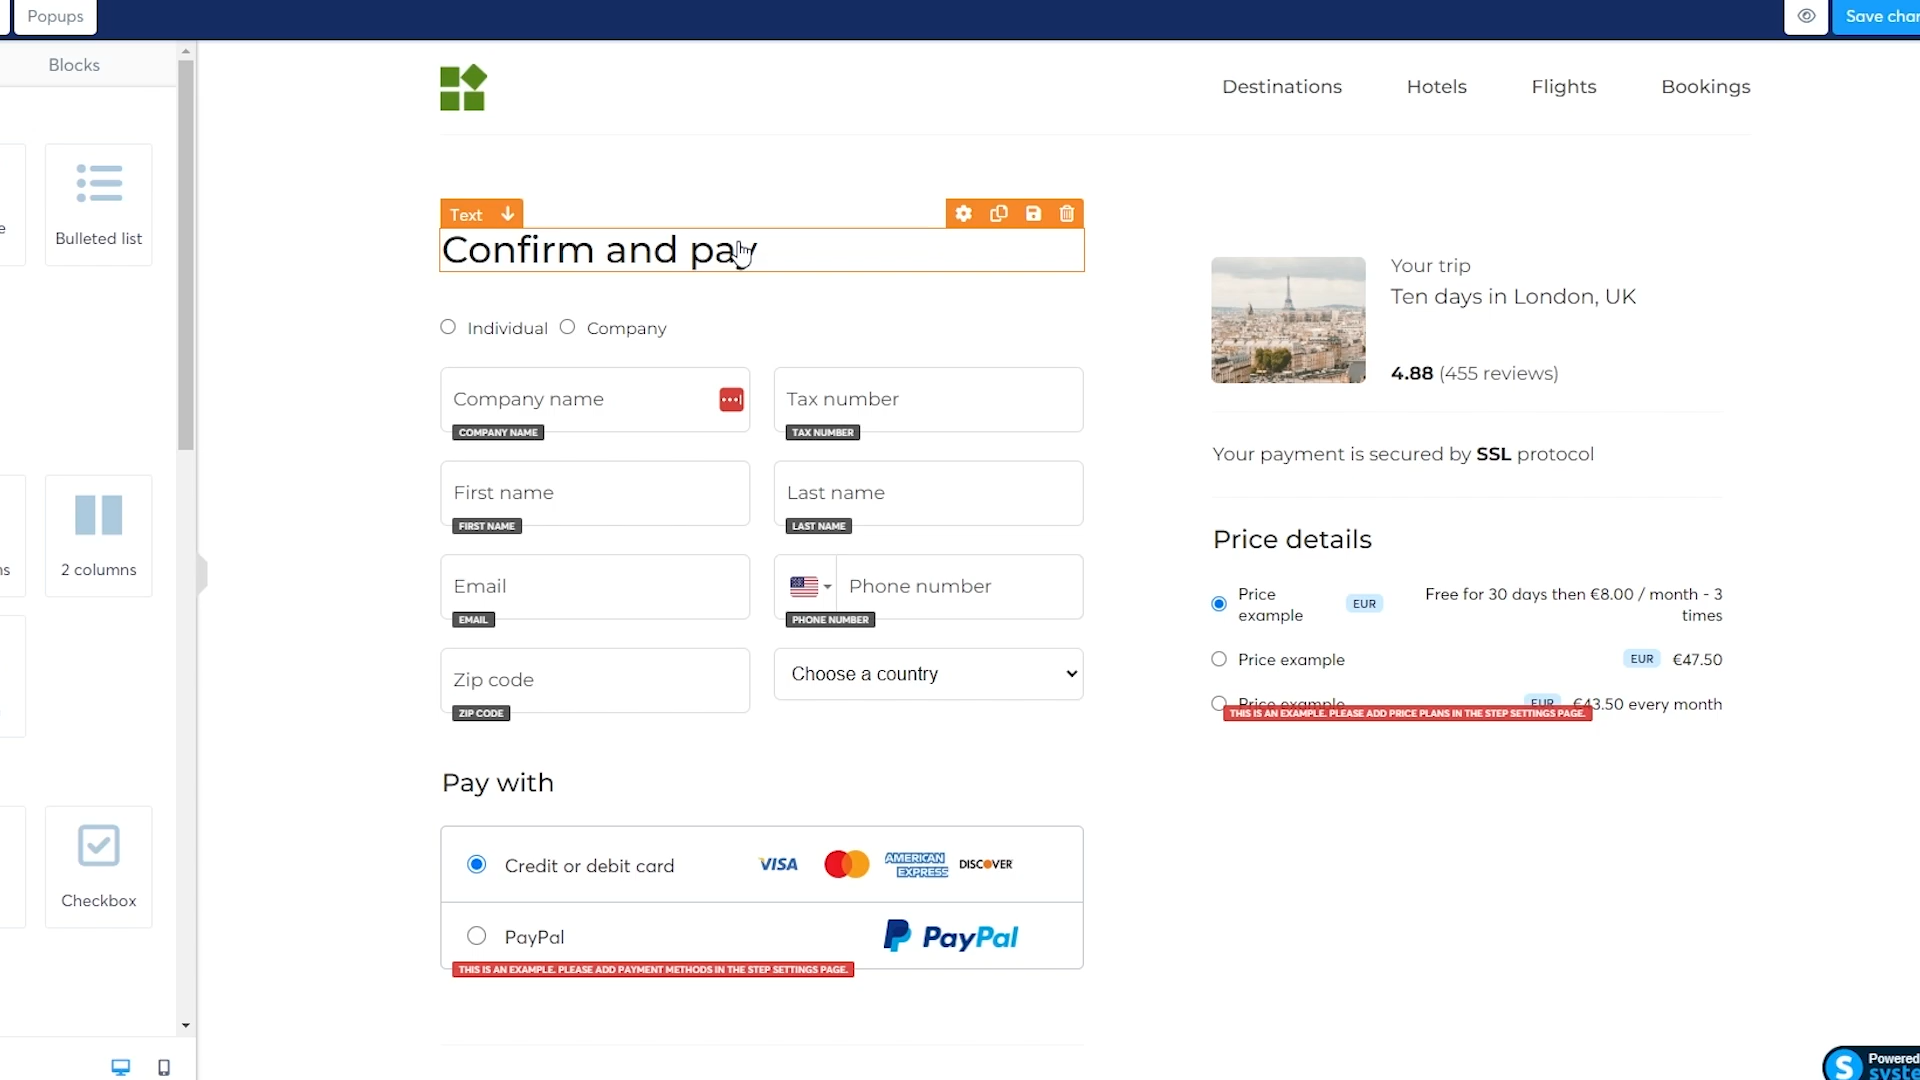 Popups
Save chan
Blocks
Destinations
Hotels
Flights
Bookings
Bulleted list
2 columns
Checkbox
Text
Confirm and pay
Individual
Company
Company name
COMPANY NAME
Tax number
TAX NUMBER
First name
FIRST NAME
Last name
LAST NAME
Email
EMAIL
Phone number
PHONE NUMBER
Zip code
ZIP CODE
Choose a country
Pay with
Credit or debit card
VISA
AMERICAN
EXPRESS
DISCOVER
PayPal
PayPal
THIS IS AN EXAMPLE. PLEASE ADD PAYMENT METHODS IN THE STEP SETTINGS PAGE.
Your trip
Ten days in London, UK
4.88 (455 reviews)
Your payment is secured by SSL protocol
Price details
Price
example
EUR
Free for 30 days then €8.00 / month - 3
times
Price example
EUR
€47.50
Price example
EUR
€43.50 every month
THIS IS AN EXAMPLE. PLEASE ADD PRICE PLANS IN THE STEP SETTINGS PAGE.
Powered
syste